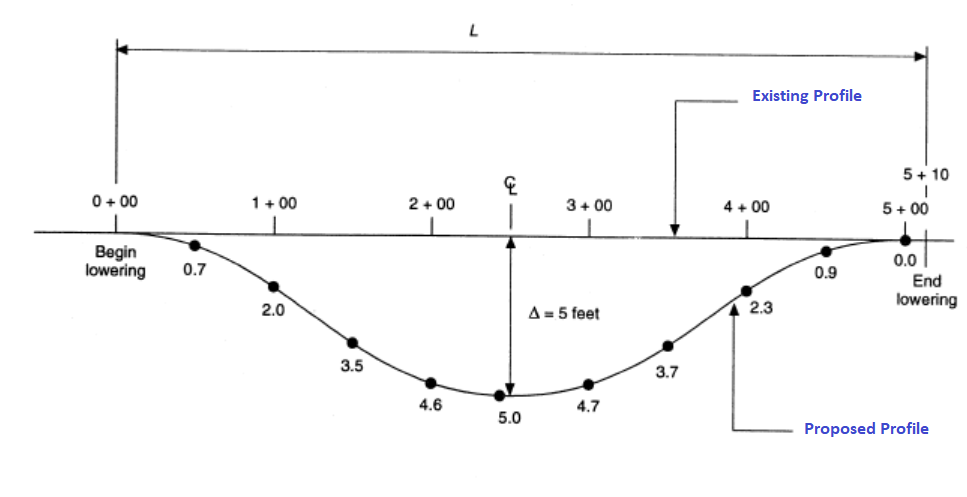 L
Existing Profile
5 + 10
0 + 00
1 + 00
2 + 00
℄
3 + 00
4 + 00
5 + 00
Begin
lowering
0.7
2.0
3.5
4.6
Δ = 5 feet
5.0
4.7
3.7
2.3
0.9
0.0
End
lowering
Proposed Profile